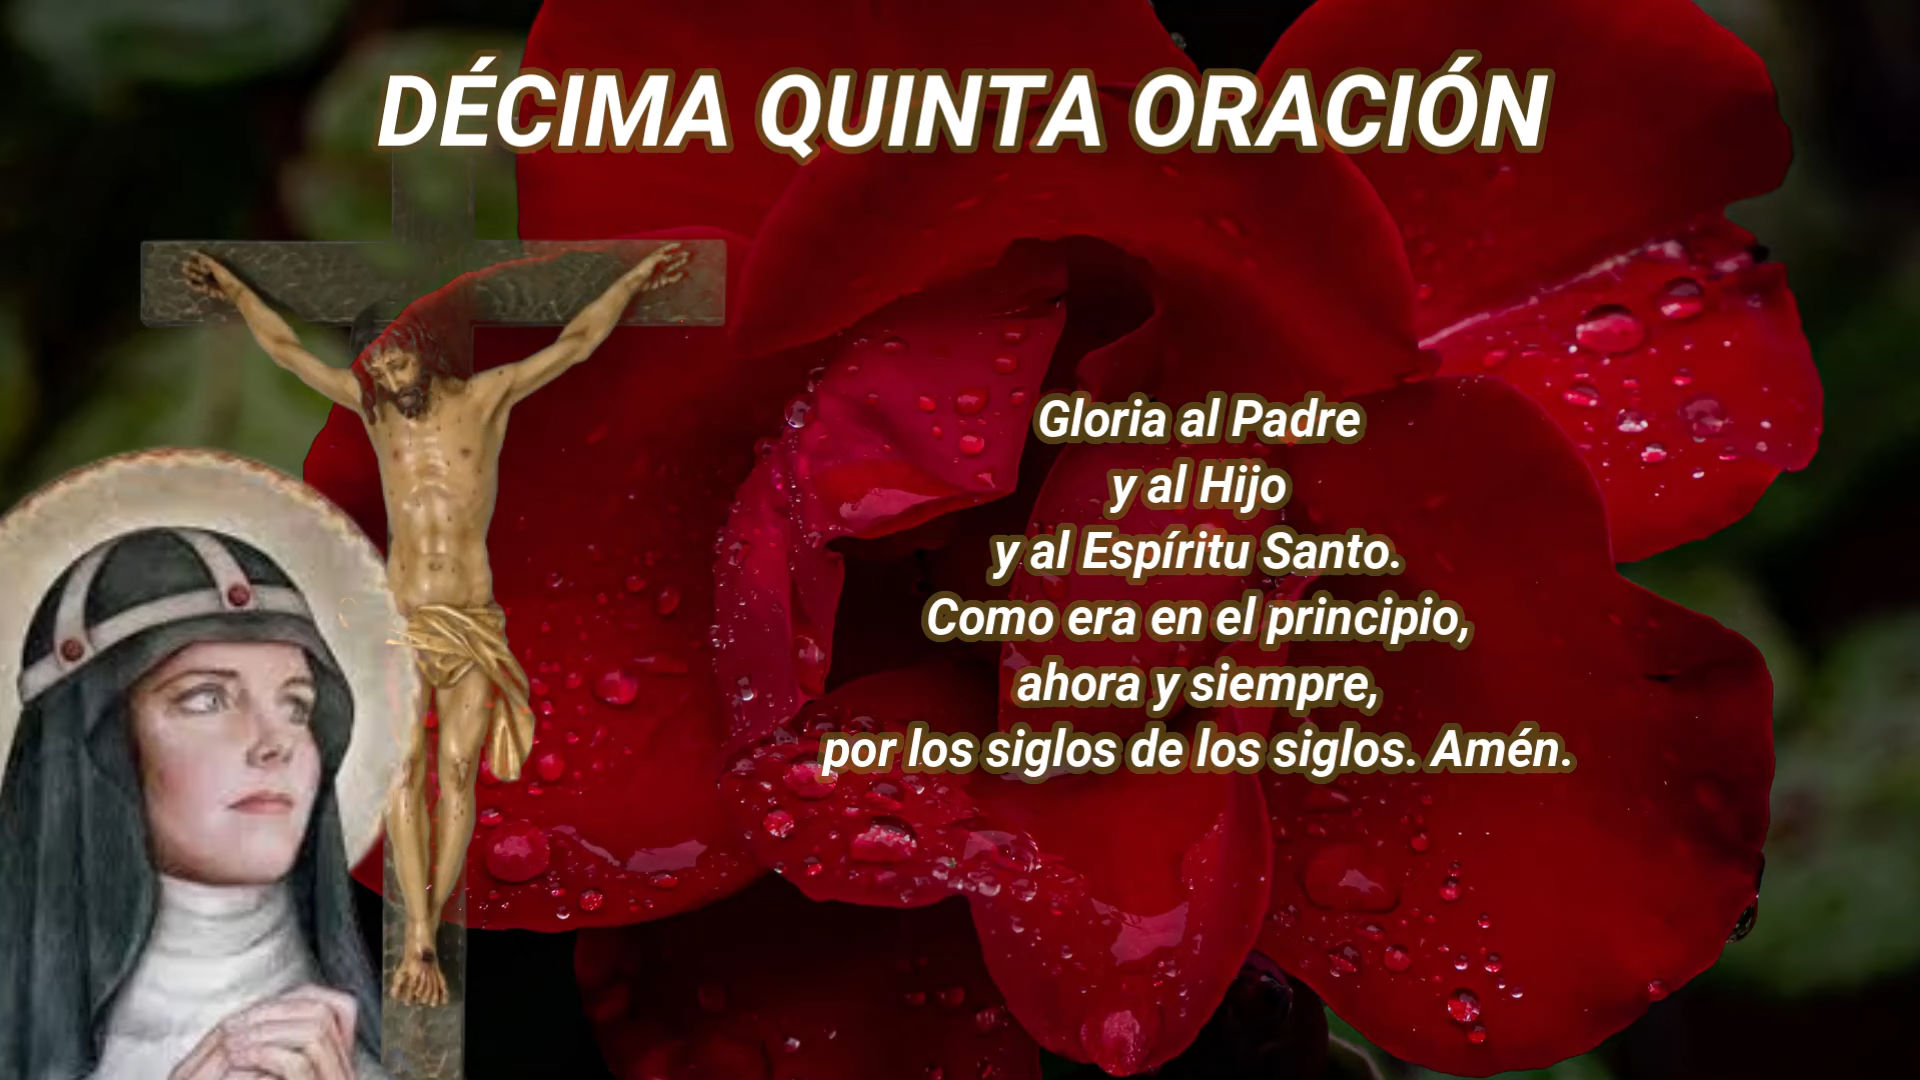 DÉCIMA QUINTA ORACIÓN
Gloria al Padre
y al Hijo
y al Espíritu Santo.
Como era en el principio,
ahora y siempre,
por los siglos de los siglos. Amén.